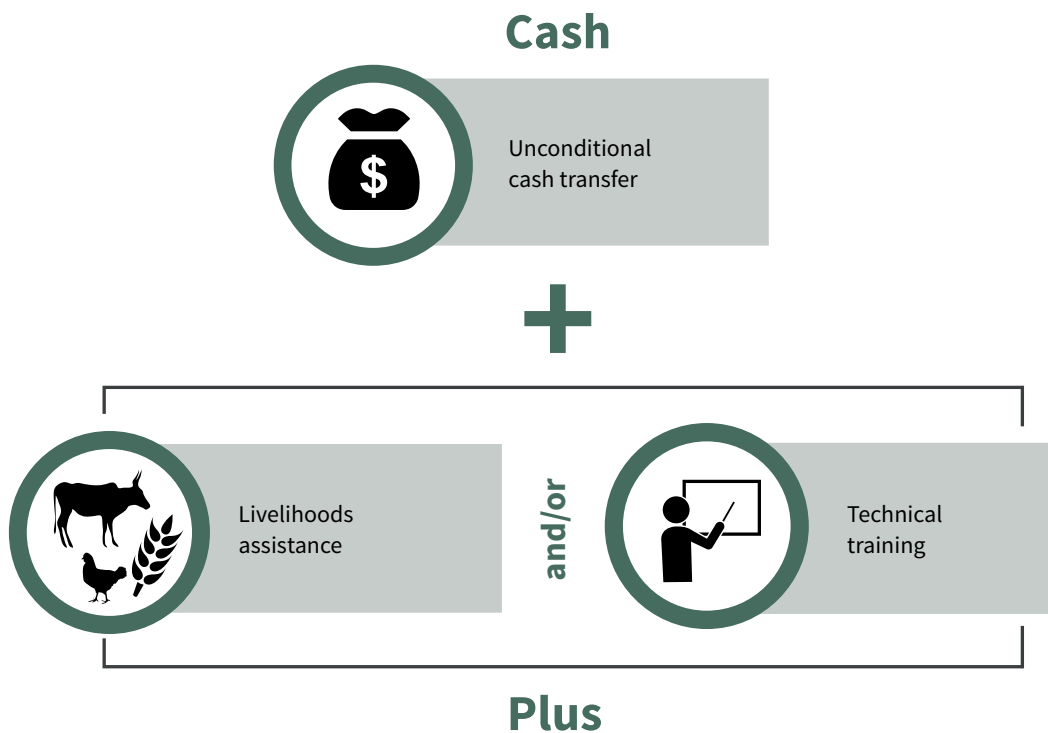 Cash
$
Unconditional
cash transfer
+
Livelihoods
assistance
and/or
Technical
training
Plus